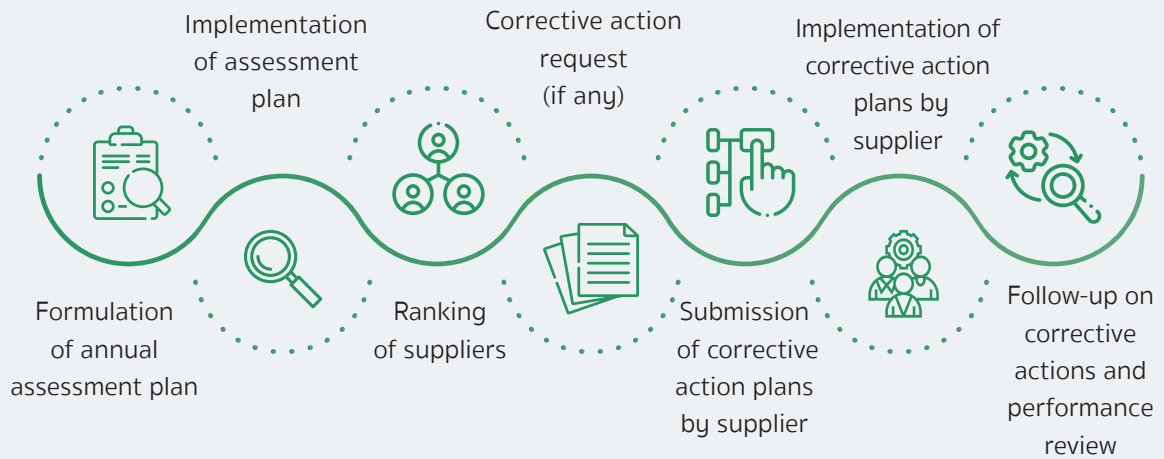 Formulation
of annual
assessment plan
Implementation
of assessment
plan
Ranking
of suppliers
Corrective action
request
(if any)
Submission
of corrective
action plans
by supplier
Implementation of
corrective action
plans by
supplier
Follow-up on
corrective
actions and
performance
review